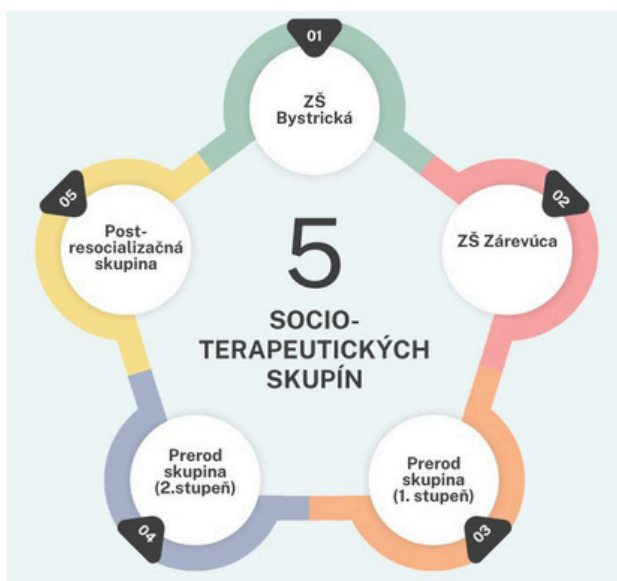 01
ZŠ
Bystrická
02
ZŠ Zárevúca
03
Prerod
skupina
(1. stupeň)
04
Prerod
skupina
(2.stupeň)
05
Post-
resocializačná
skupina
5
SOCIO-
TERAPEUTICKÝCH
SKUPÍN